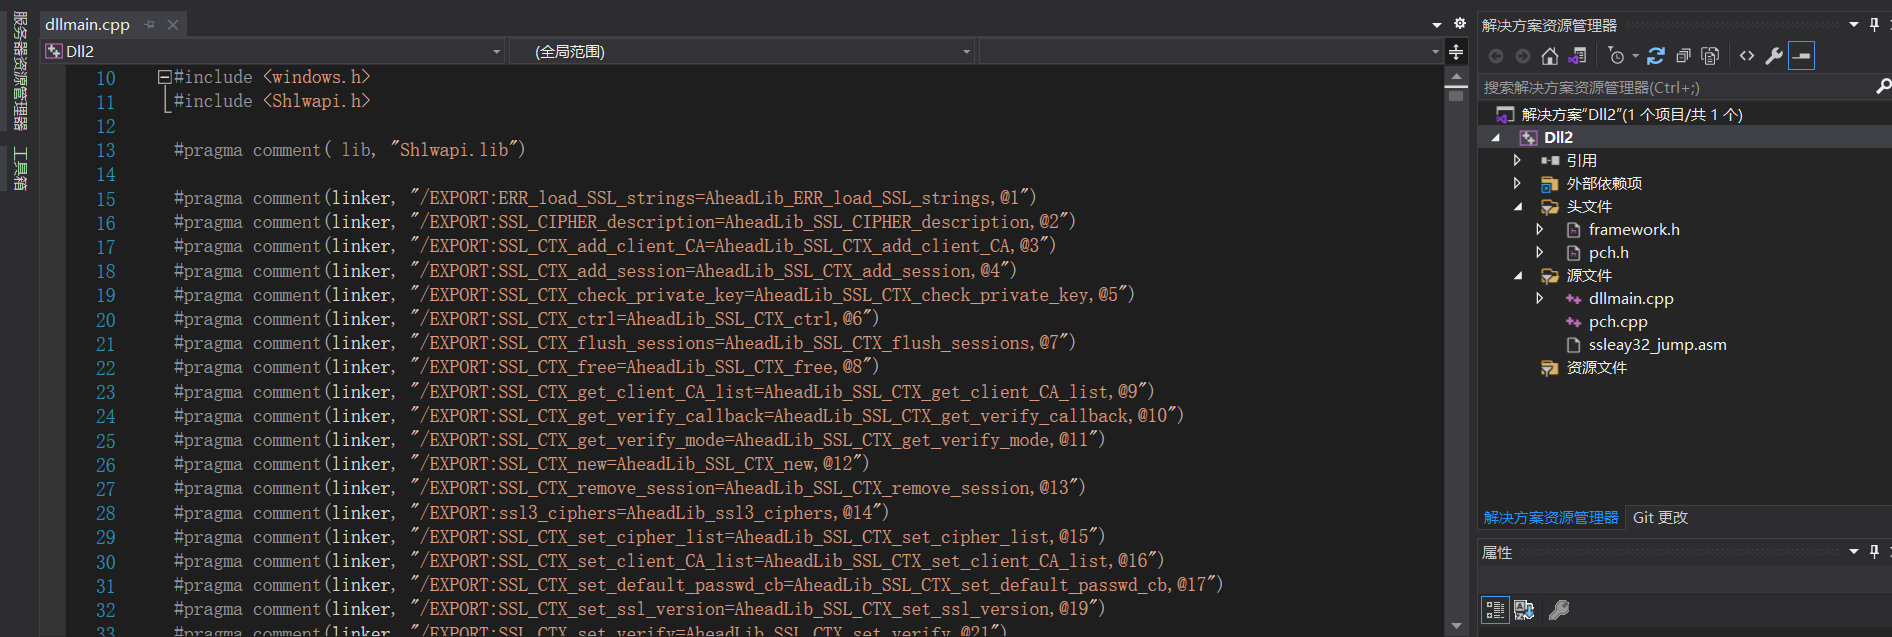 服务器资源管理器
工具箱
dllmain.cpp
Dll2
(全局范围)
10 #include <windows.h>
11 #include <Shlwapi.h>
12
13 #pragma comment( lib, "Shlwapi.lib")
14
15 #pragma comment(linker, "/EXPORT:ERR_load_SSL_strings=AheadLib_ERR_load_SSL_strings,@1")
16 #pragma comment(linker, "/EXPORT:SSL_CIPHER_description=AheadLib_SSL_CIPHER_description,@2")
17 #pragma comment(linker, "/EXPORT:SSL_CTX_add_client_CA=AheadLib_SSL_CTX_add_client_CA,@3")
18 #pragma comment(linker, "/EXPORT:SSL_CTX_add_session=AheadLib_SSL_CTX_add_session,@4")
19 #pragma comment(linker, "/EXPORT:SSL_CTX_check_private_key=AheadLib_SSL_CTX_check_private_key,@5")
20 #pragma comment(linker, "/EXPORT:SSL_CTX_ctrl=AheadLib_SSL_CTX_ctrl,@6")
21 #pragma comment(linker, "/EXPORT:SSL_CTX_flush_sessions=AheadLib_SSL_CTX_flush_sessions,@7")
22 #pragma comment(linker, "/EXPORT:SSL_CTX_free=AheadLib_SSL_CTX_free,@8")
23 #pragma comment(linker, "/EXPORT:SSL_CTX_get_client_CA_list=AheadLib_SSL_CTX_get_client_CA_list,@9")
24 #pragma comment(linker, "/EXPORT:SSL_CTX_get_verify_callback=AheadLib_SSL_CTX_get_verify_callback,@10")
25 #pragma comment(linker, "/EXPORT:SSL_CTX_get_verify_mode=AheadLib_SSL_CTX_get_verify_mode,@11")
26 #pragma comment(linker, "/EXPORT:SSL_CTX_new=AheadLib_SSL_CTX_new,@12")
27 #pragma comment(linker, "/EXPORT:SSL_CTX_remove_session=AheadLib_SSL_CTX_remove_session,@13")
28 #pragma comment(linker, "/EXPORT:ssl3_ciphers=AheadLib_ssl3_ciphers,@14")
29 #pragma comment(linker, "/EXPORT:SSL_CTX_set_cipher_list=AheadLib_SSL_CTX_set_cipher_list,@15")
30 #pragma comment(linker, "/EXPORT:SSL_CTX_set_client_CA_list=AheadLib_SSL_CTX_set_client_CA_list,@16")
31 #pragma comment(linker, "/EXPORT:SSL_CTX_set_default_passwd_cb=AheadLib_SSL_CTX_set_default_passwd_cb,@17")
32 #pragma comment(linker, "/EXPORT:SSL_CTX_set_ssl_version=AheadLib_SSL_CTX_set_ssl_version,@19")
33 #pragma comment(linker, "/EXPORT:SSL_CTX_set_verify=AheadLib_SSL_CTX_set_verify,@21")
解决方案资源管理器
搜索解决方案资源管理器(Ctrl+;)
解决方案"Dll2"(1 个项目/共 1 个)
Dll2
引用
外部依赖项
头文件
framework.h
pch.h
源文件
dllmain.cpp
pch.cpp
ssleay32_jump.asm
资源文件
解决方案资源管理器 Git 更改
属性